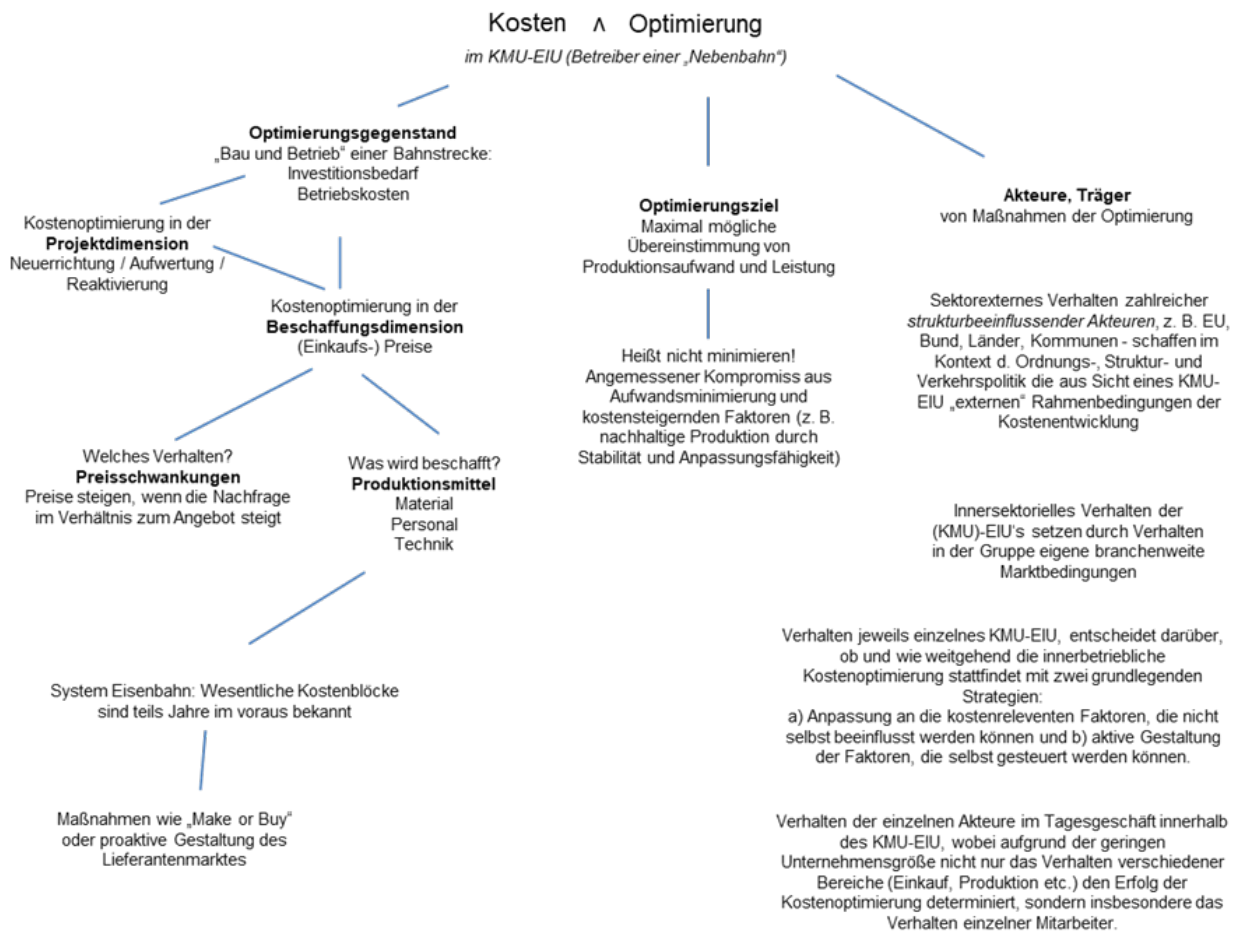 Kosten ∧ Optimierung
im KMU-EIU (Betreiber einer „Nebenbahn“)
Optimierungsgegenstand
„Bau und Betrieb“ einer Bahnstrecke:
Investitionsbedarf
Betriebskosten
Kostenoptimierung in der
Projektdimension
Neuerrichtung / Aufwertung /
Reaktivierung
Kostenoptimierung in der
Beschaffungsdimension
(Einkaufs-) Preise
Welches Verhalten?
Preisschwankungen
Preise steigen, wenn die Nachfrage
im Verhältnis zum Angebot steigt
Was wird beschafft?
Produktionsmittel
Material
Personal
Technik
System Eisenbahn: Wesentliche Kostenblöcke
sind teils Jahre im voraus bekannt
Maßnahmen wie „Make or Buy“
oder proaktive Gestaltung des
Lieferantenmarktes
Optimierungsziel
Maximal mögliche
Übereinstimmung von
Produktionsaufwand und Leistung
Heißt nicht minimieren!
Angemessener Kompromiss aus
Aufwandsminimierung und
kostensteigernden Faktoren (z. B.
nachhaltige Produktion durch
Stabilität und Anpassungsfähigkeit)
Akteure, Träger
von Maßnahmen der Optimierung
Sektorexternes Verhalten zahlreicher
strukturbeeinflussender Akteuren, z. B. EU,
Bund, Länder, Kommunen - schaffen im
Kontext d. Ordnungs-, Struktur- und
Verkehrspolitik die aus Sicht eines KMU-
EIU „externen“ Rahmenbedingungen der
Kostenentwicklung
Innersektorielles Verhalten der
(KMU)-EIU‘s setzen durch Verhalten
in der Gruppe eigene branchenweite
Marktbedingungen
Verhalten jeweils einzelnes KMU-EIU, entscheidet darüber,
ob und wie weitgehend die innerbetriebliche
Kostenoptimierung stattfindet mit zwei grundlegenden
Strategien:
a) Anpassung an die kostenreleventen Faktoren, die nicht
selbst beeinflusst werden können und b) aktive Gestaltung
der Faktoren, die selbst gesteuert werden können.
Verhalten der einzelnen Akteure im Tagesgeschäft innerhalb
des KMU-EIU, wobei aufgrund der geringen
Unternehmensgröße nicht nur das Verhalten verschiedener
Bereiche (Einkauf, Produktion etc.) den Erfolg der
Kostenoptimierung determiniert, sondern insbesondere das
Verhalten einzelner Mitarbeiter.